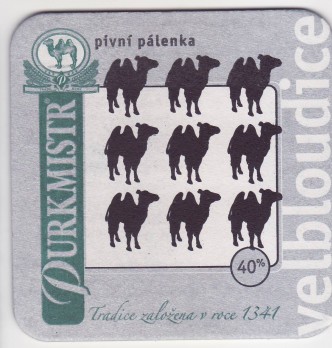 pivní pálenka
PURKMISTR
velbloudice
40%
Tradice založena v roce 1341